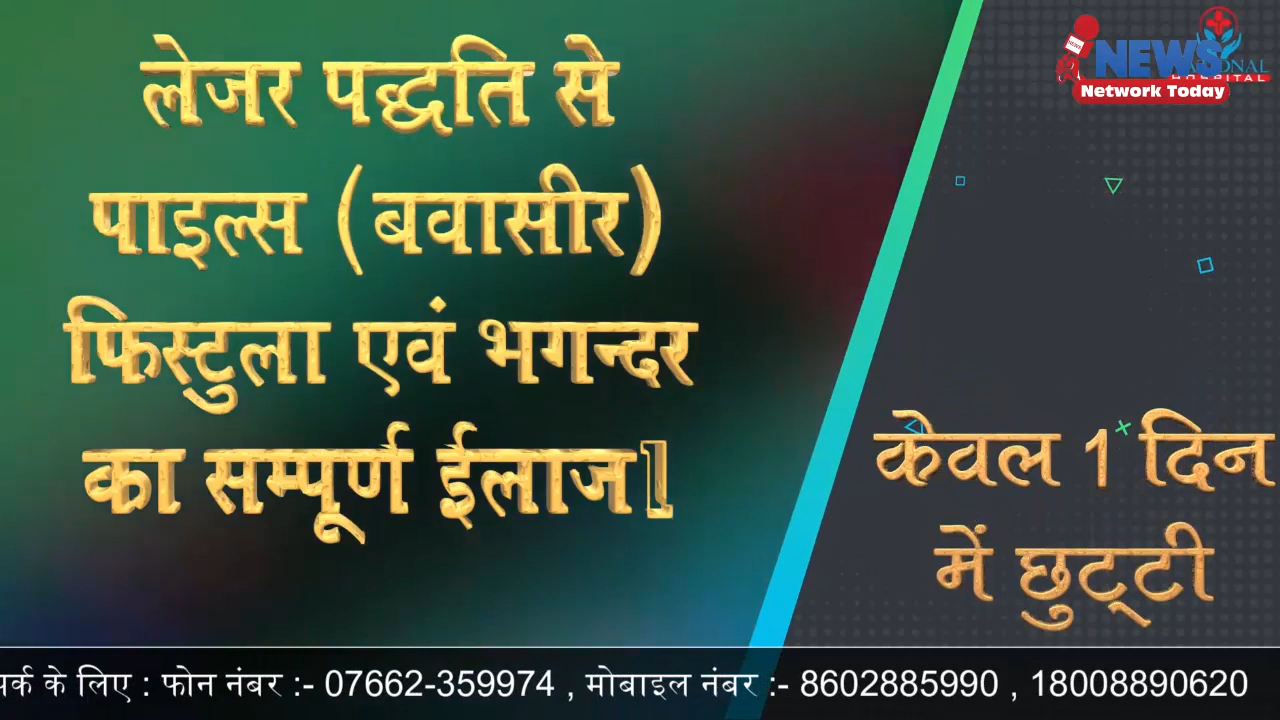 लेजर पद्धति से
पाइल्स (बवासीर)
फिस्टुला एवं भगन्दर
का सम्पूर्ण ईलाज
केवल 1 दिन
में छुट्टी
NEWS
Network Today
HOSPITAL
के लिए : फोन नंबर :- 07662-359974 , मोबाइल नंबर :- 8602885990 , 18008890620